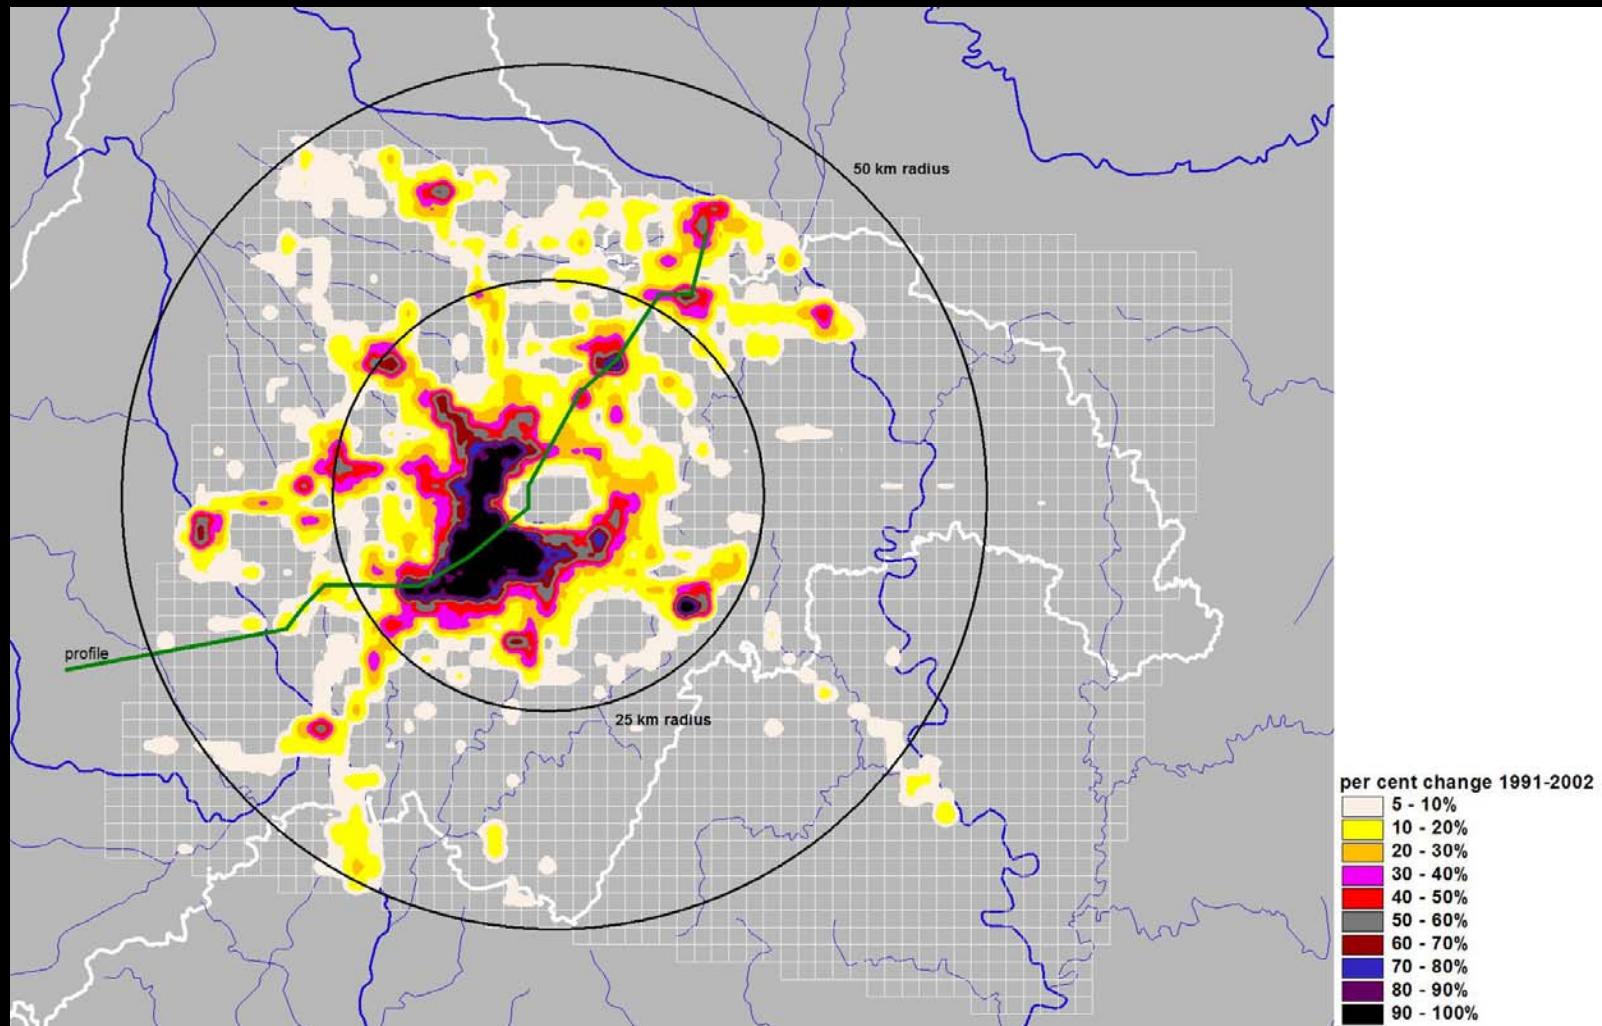 50 km radius
profile
25 km radius
per cent change 1991-2002
5 - 10%
10 - 20%
20 - 30%
30 - 40%
40 - 50%
50 - 60%
60 - 70%
70 - 80%
80 - 90%
90 - 100%